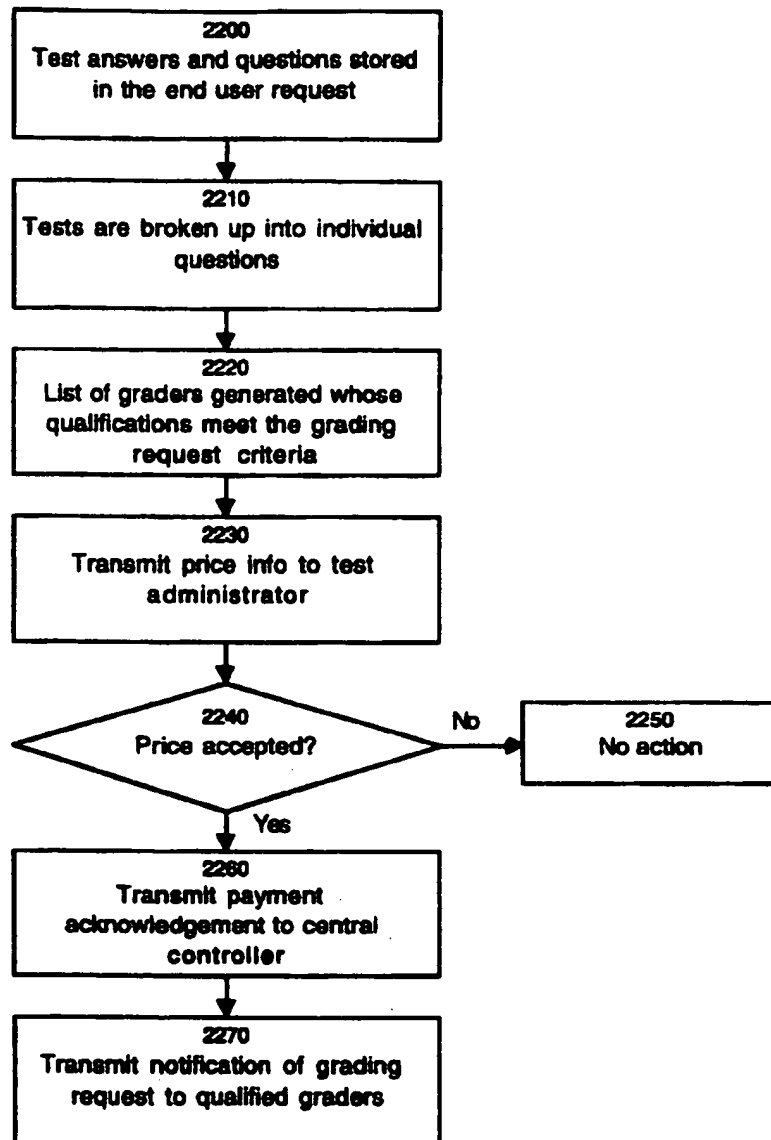 2200
Test answers and questions stored
in the end user request
2210
Tests are broken up into individual
questions
2220
List of graders generated whose
qualifications meet the grading
request criteria
2230
Transmit price info to test
administrator
2240
Price accepted?
No
2250
No action
Yes
2260
Transmit payment
acknowledgement to central
controller
2270
Transmit notification of grading
request to qualified graders